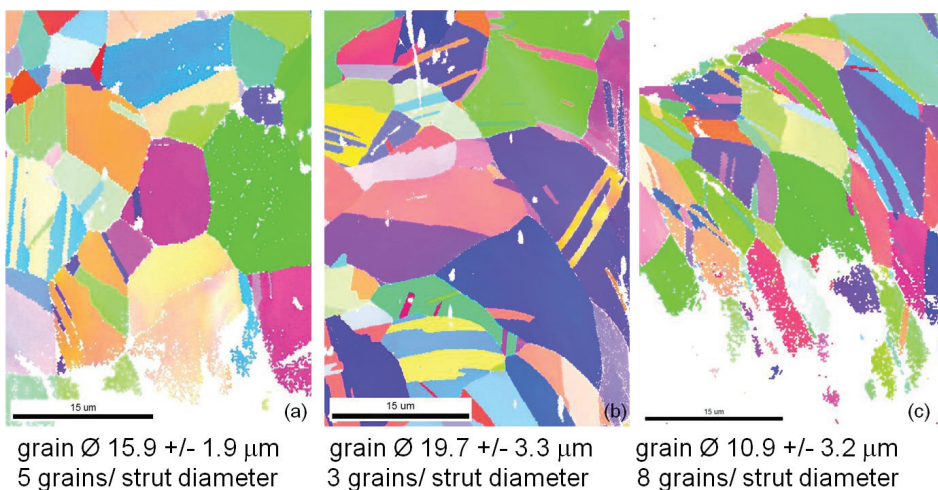 15 um
(a)
15 um
(b)
15 um
(c)
grain Ø 15.9 +/- 1.9 μm
5 grains/ strut diameter
grain Ø 19.7 +/- 3.3 μm
3 grains/ strut diameter
grain Ø 10.9 +/- 3.2 μm
8 grains/ strut diameter